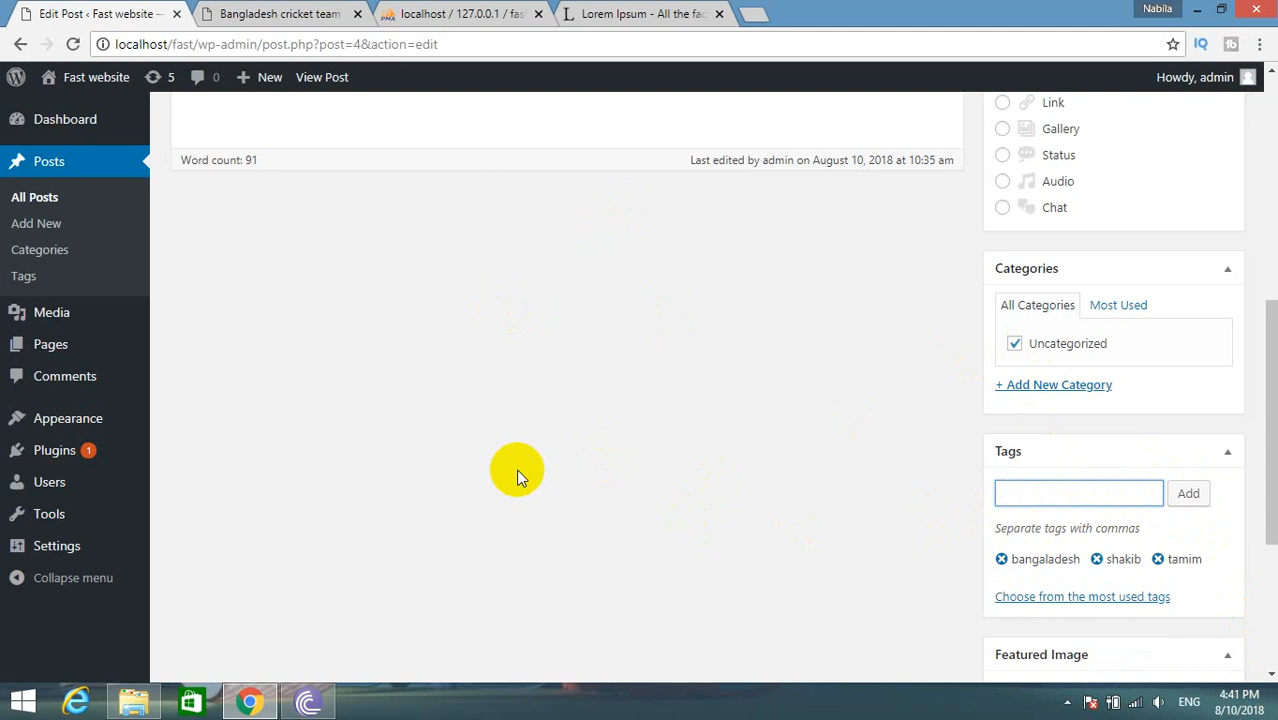 Edit Post ‹ Fast website —
Bangladesh cricket team
localhost / 127.0.0.1 / fas
Lorem Ipsum - All the fac
Nabila
localhost/fast/wp-admin/post.php?post=4&action=edit
Fast website
5
0
New
View Post
Howdy, admin
Dashboard
Posts
All Posts
Add New
Categories
Tags
Media
Pages
Comments
Appearance
Plugins 1
Users
Tools
Settings
Collapse menu
Word count: 91
Last edited by admin on August 10, 2018 at 10:35 am
Link
Gallery
Status
Audio
Chat
Categories
All Categories
Most Used
Uncategorized
+ Add New Category
Tags
Add
Separate tags with commas
bangaladesh
shakib
tamim
Choose from the most used tags
Featured Image
ENG
4:41 PM
8/10/2018